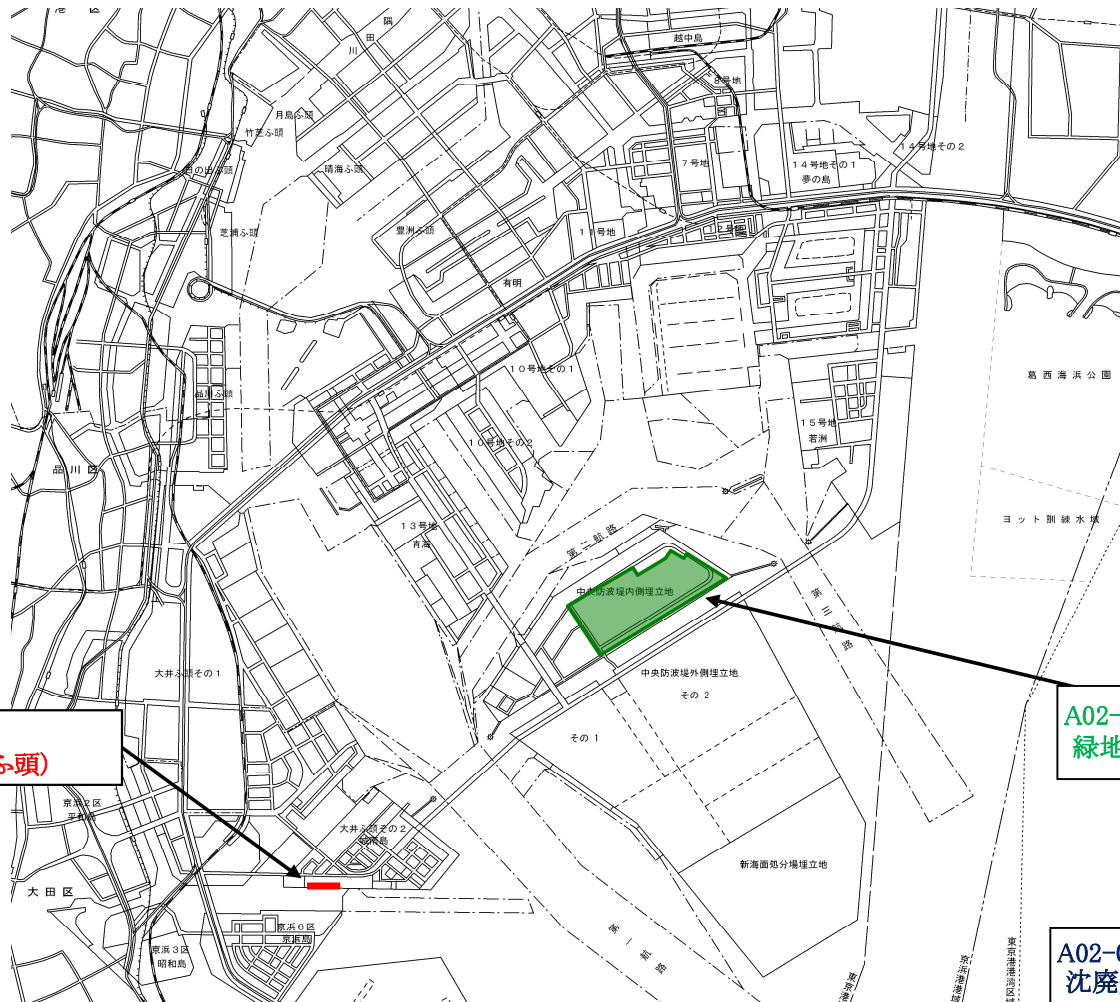 港 区
隅
田
川
越中島
8号地
月島ふ頭
竹芝ふ頭
日の出ふ頭
晴海ふ頭
7号地
14号地その1
夢の島
14号地その2
芝浦ふ頭
豊洲ふ頭
11号地
有明
10号地その1
葛西海浜公園
品川ふ頭
10号地その2
15号地
若洲
品川区
13号地
青海
第二航路
ヨット訓練水域
中央防波堤内側埋立地
第三航路
大井ふ頭その1
中央防波堤外側埋立地
その2
その1
A02-
緑地
ふ頭)
京浜2区
平和島
大井ふ頭その2
城南島
新海面処分場埋立地
大田区
京浜6区
京浜島
京浜3区
昭和島
第一航路
東京港
京浜港港域
東京港港湾区域
A02-
沈廃